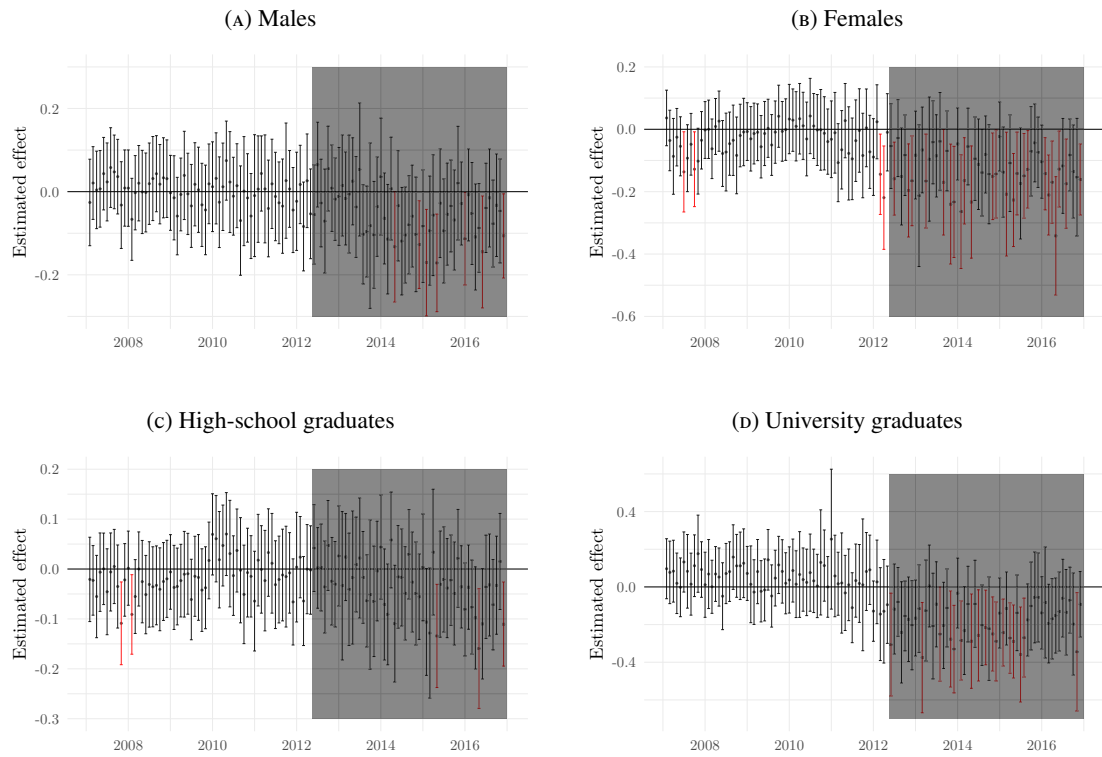 (A) Males
Estimated effect
0.2
0.0
-0.2
2008 2010 2012 2014 2016
(B) Females
Estimated effect
0.2
0.0
-0.2
-0.4
-0.6
2008 2010 2012 2014 2016
(C) High-school graduates
Estimated effect
0.2
0.1
0.0
-0.1
-0.2
-0.3
2008 2010 2012 2014 2016
(D) University graduates
Estimated effect
0.4
0.0
-0.4
2008 2010 2012 2014 2016